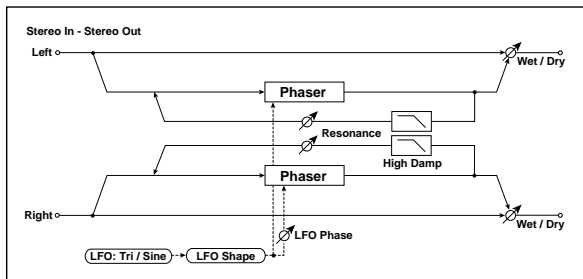 Stereo In - Stereo Out
Left
Wet / Dry
Phaser
Resonance
High Damp
Phaser
Right
Wet / Dry
LFO Phase
LFO: Tri / Sine
LFO Shape